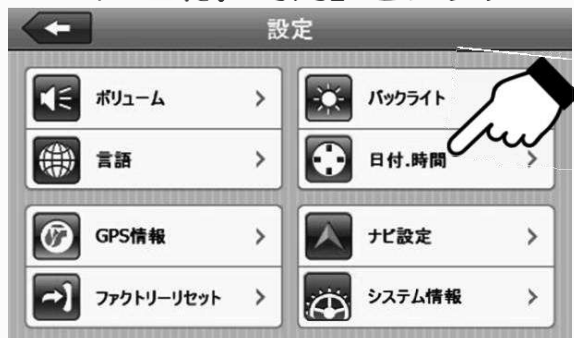 設定
ボリューム
バックライト
言語
日付.時間
GPS情報
ナビ設定
ファクトリーリセット
システム情報